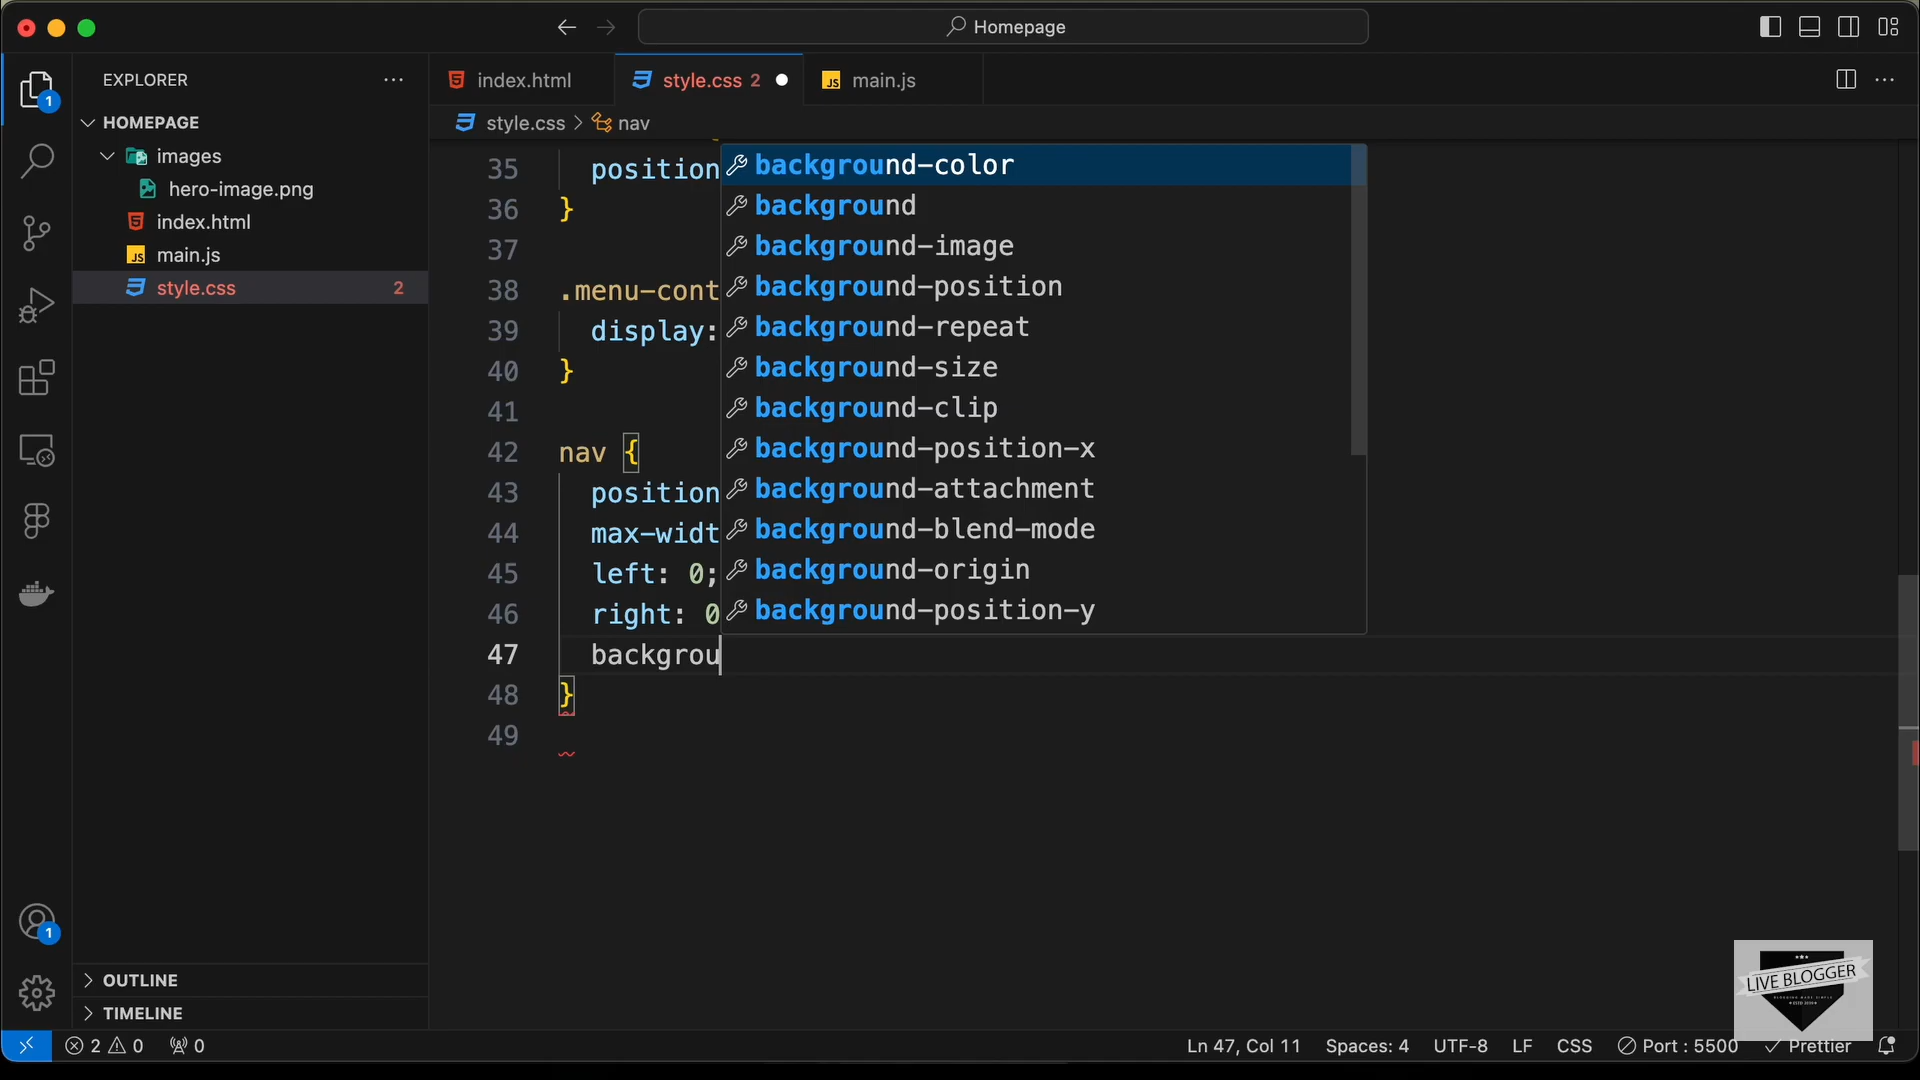 Homepage
EXPLORER
index.html
style.css 2
main.js
HOMEPAGE
style.css > nav
images
hero-image.png
index.html
main.js
style.css 2
35 position
36 }
37
38 .menu-cont
39 display:
40 }
41
42 nav {
43 position
44 max-widt
45 left: 0;
46 right: 0
47 backgrou
48 }
49
background-color
background
background-image
background-position
background-repeat
background-size
background-clip
background-position-x
background-attachment
background-blend-mode
background-origin
background-position-y
1
1
OUTLINE
TIMELINE
LIVE BLOGGER
2 0 0
Ln 47, Col 11 Spaces: 4 UTF-8 LF CSS Port : 5500 Prettier